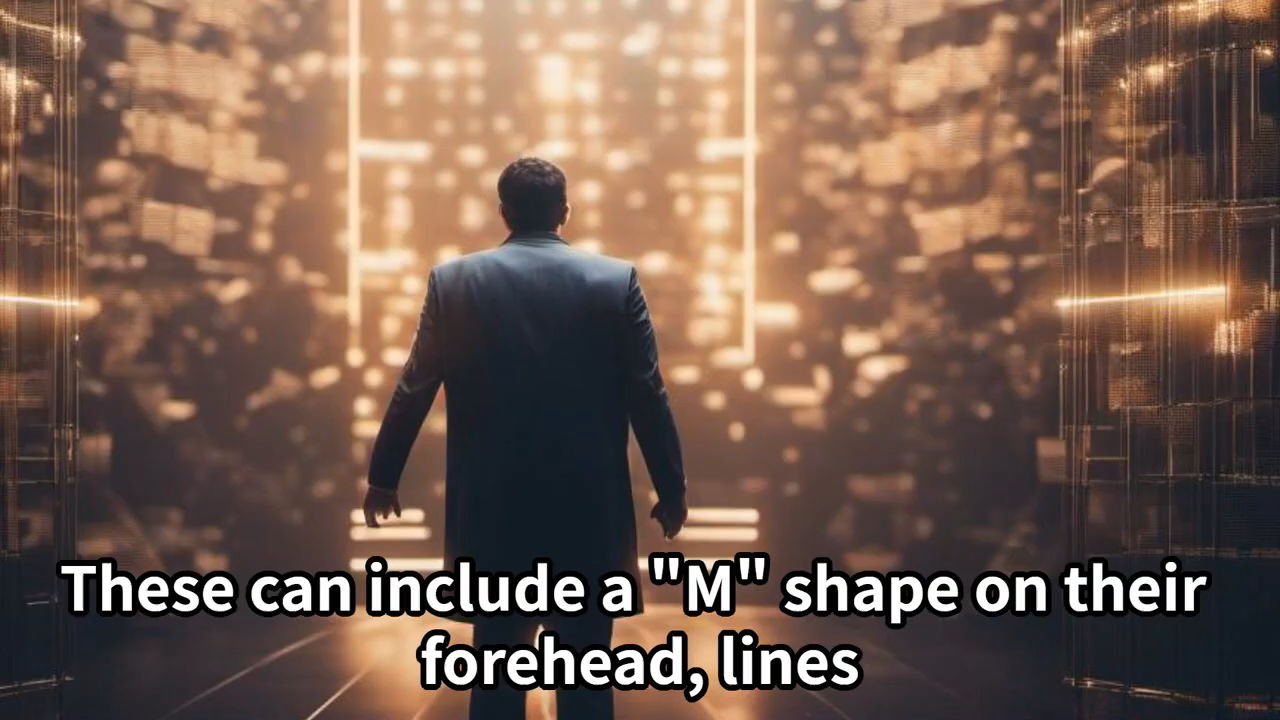 These can include a "M" shape on their
forehead, lines